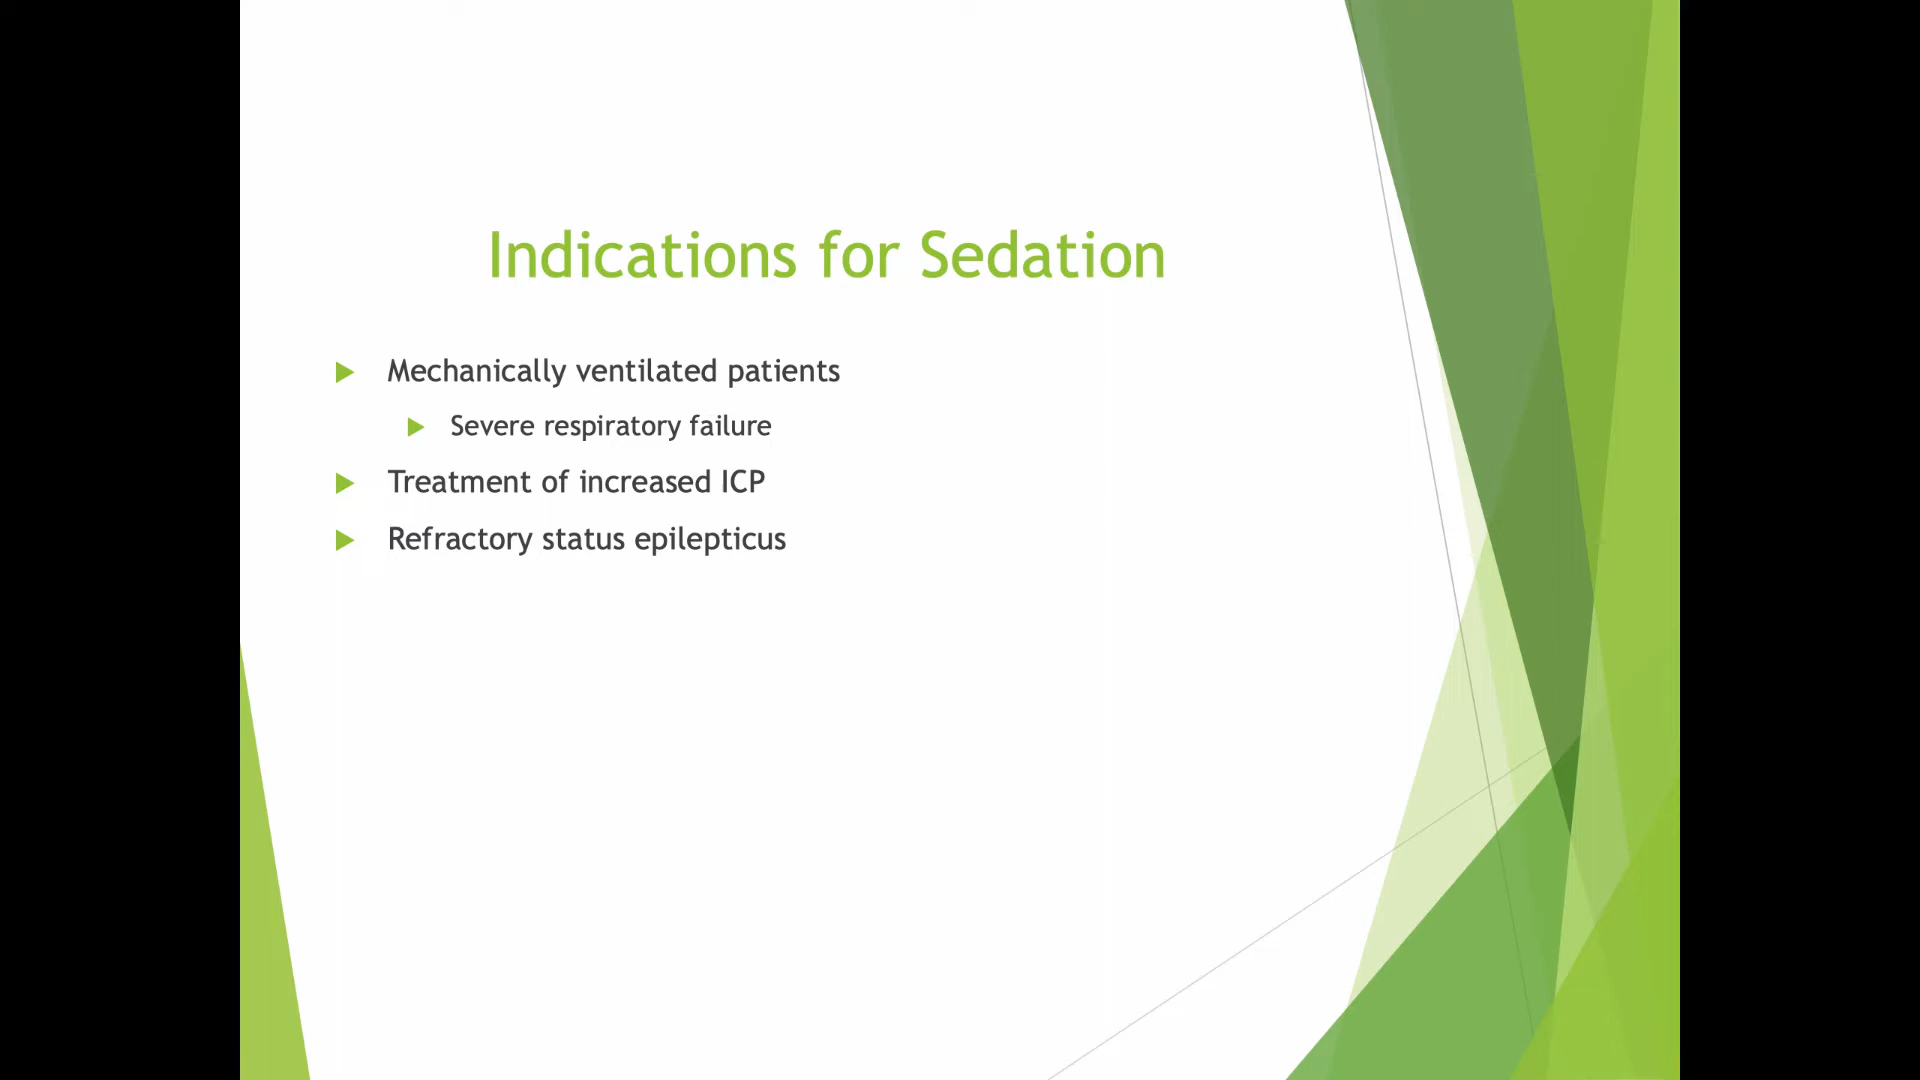 Indications for Sedation
Mechanically ventilated patients
Severe respiratory failure
Treatment of increased ICP
Refractory status epilepticus